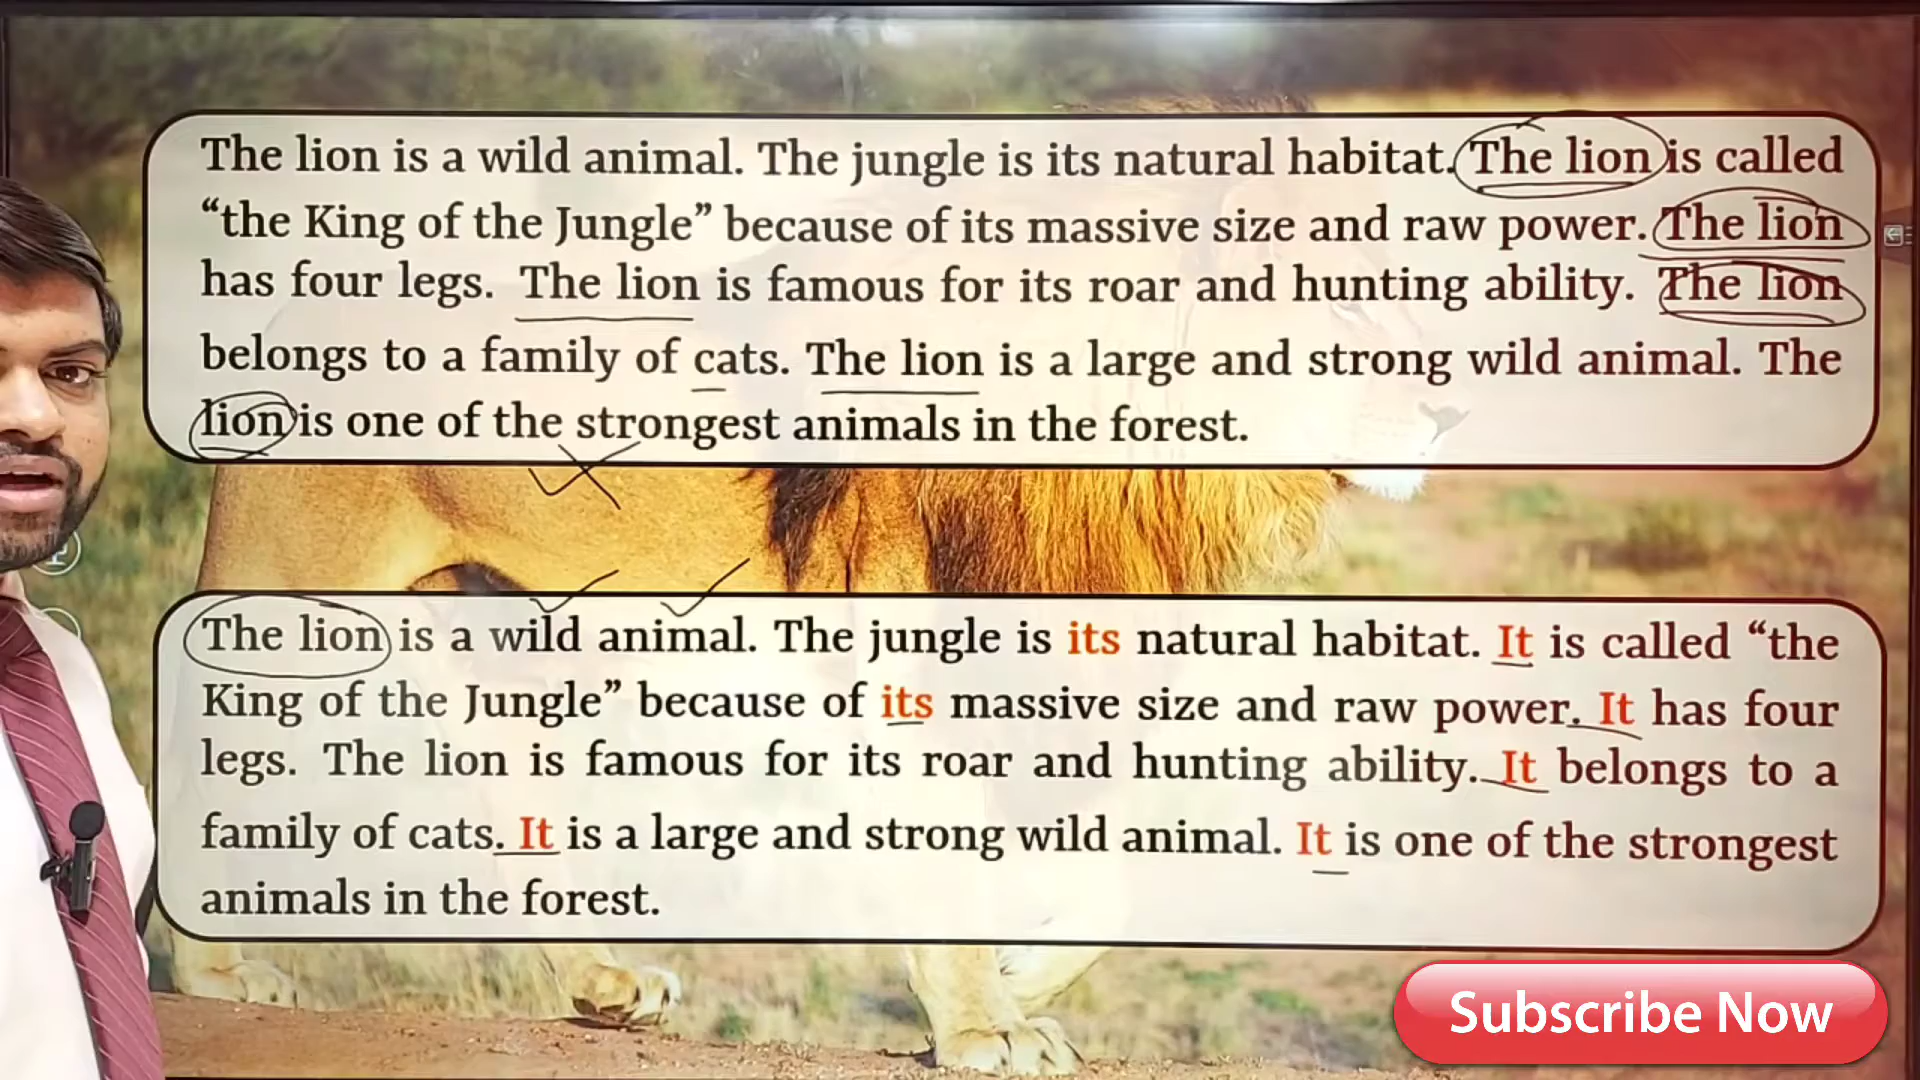 The lion is a wild animal. The jungle is its natural habitat. The lion is called
“the King of the Jungle” because of its massive size and raw power. The lion
has four legs. The lion is famous for its roar and hunting ability. The lion
belongs to a family of cats. The lion is a large and strong wild animal. The
lion is one of the strongest animals in the forest.
The lion is a wild animal. The jungle is its natural habitat. It is called “the
King of the Jungle” because of its massive size and raw power. It has four
legs. The lion is famous for its roar and hunting ability. It belongs to a
family of cats. It is a large and strong wild animal. It is one of the strongest
animals in the forest.
Subscribe Now